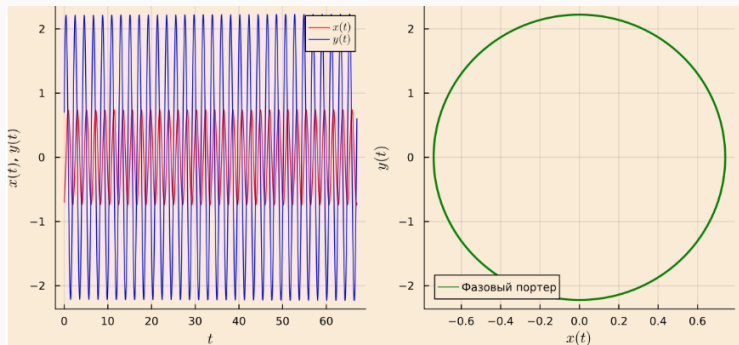 x(t), y(t)
2
1
0
−1
−2
x(t)
y(t)
0 10 20 30 40 50 60
t
y(t)
2
1
0
−1
−2
Фазовый портер
−0.6 −0.4 −0.2 0.0 0.2 0.4 0.6
x(t)